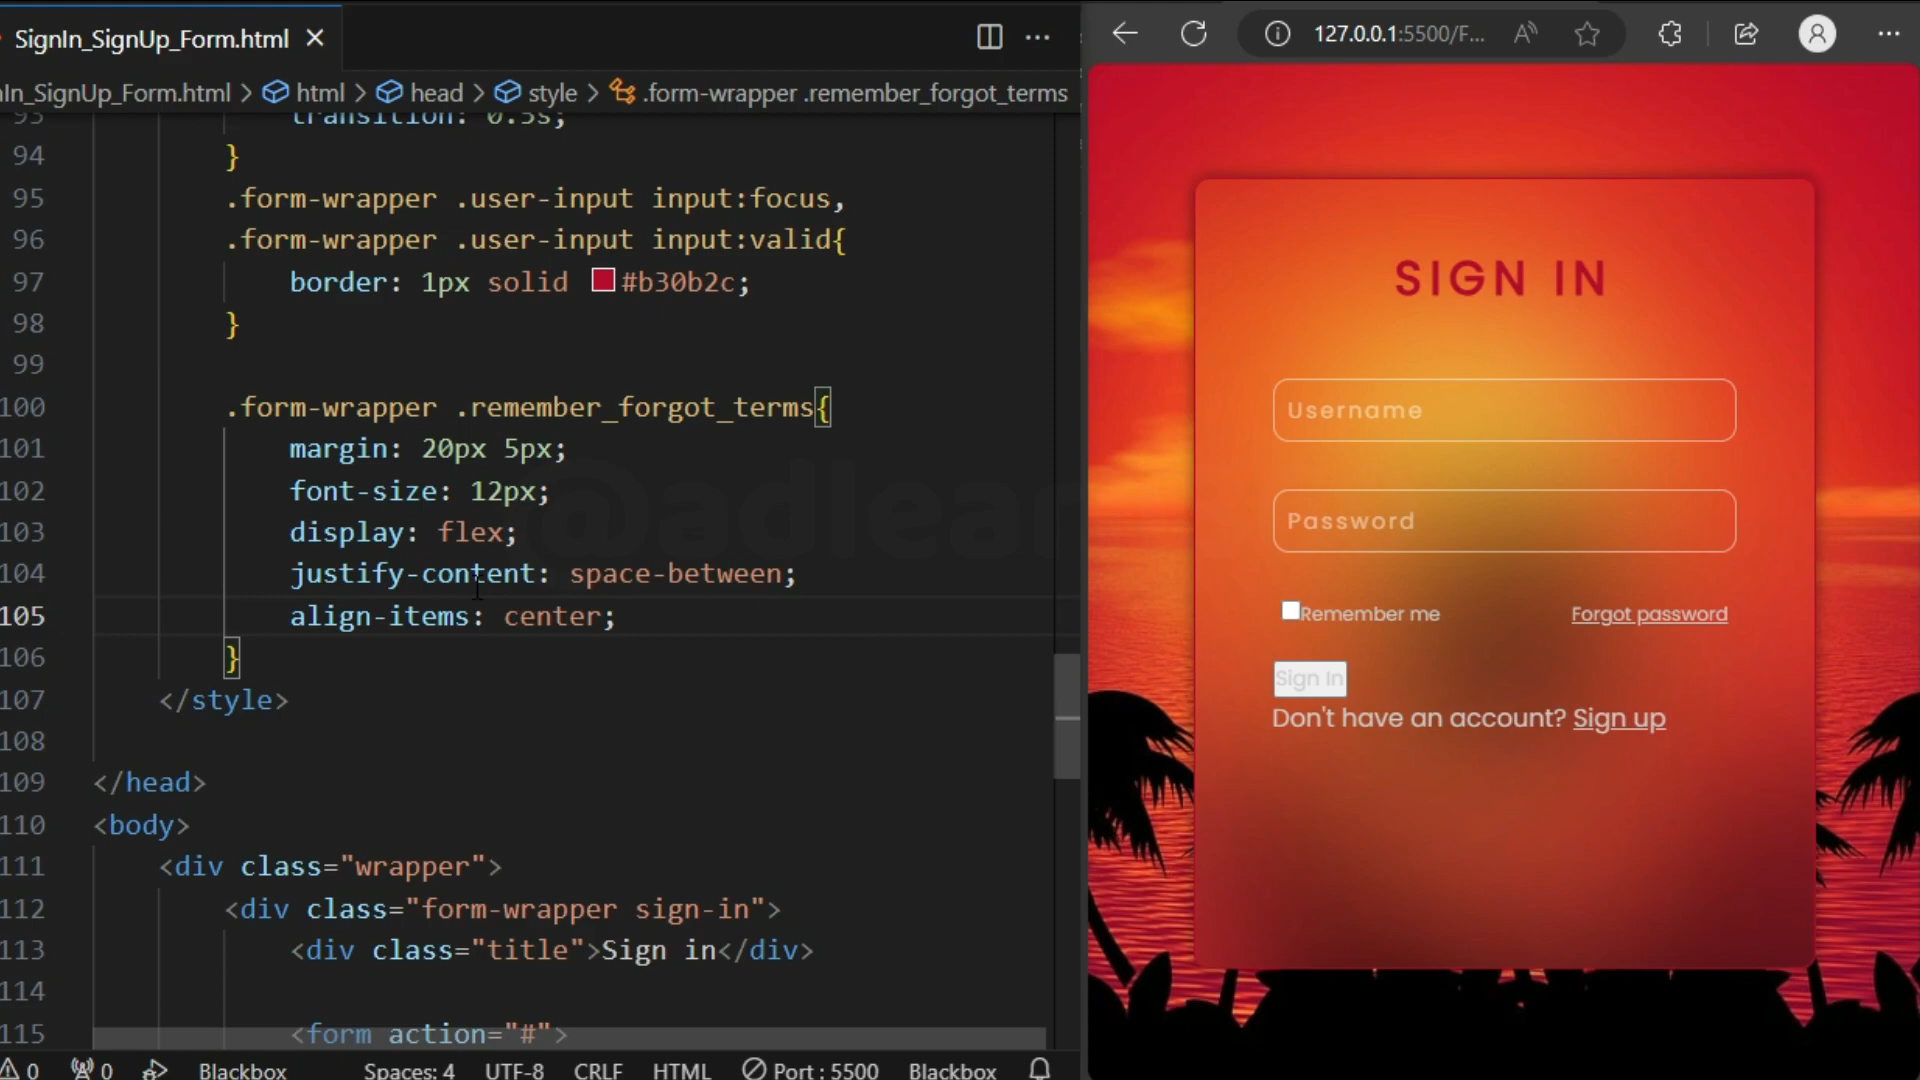 SignIn_SignUp_Form.html
nIn_SignUp_Form.html > html > head > style > .form-wrapper .remember_forgot_terms
93 transition: 0.5s;
94 }
95 .form-wrapper .user-input input:focus,
96 .form-wrapper .user-input input:valid{
97 border: 1px solid #b30b2c;
98 }
99
100 .form-wrapper .remember_forgot_terms{
101 margin: 20px 5px;
102 font-size: 12px;
103 display: flex;
104 justify-content: space-between;
105 align-items: center;
106 }
107 </style>
108
109 </head>
110 <body>
111 <div class="wrapper">
112 <div class="form-wrapper sign-in">
113 <div class="title">Sign in</div>
114
115 <form action="#">
@adlear
0 0 Blackbox Spaces: 4 UTF-8 CRLF HTML Port : 5500 Blackbox
127.0.0.1:5500/F...
SIGN IN
Username
Password
Remember me Forgot password
Sign In
Don't have an account? Sign up